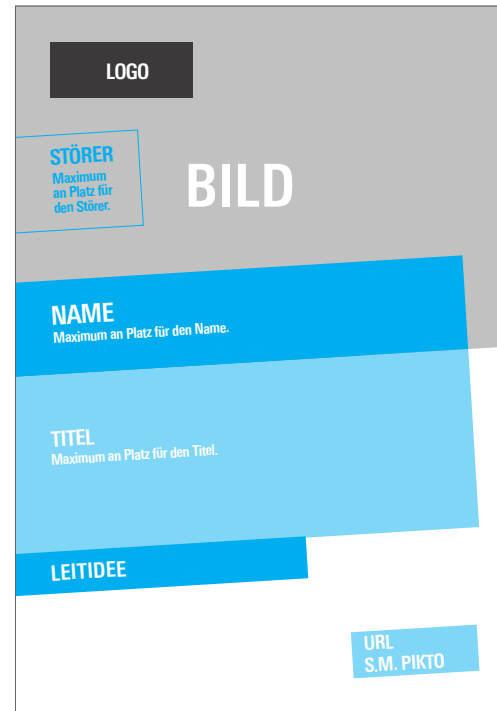 LOGO
STÖRER
Maximum
an Platz für
den Störer.
BILD
NAME
Maximum an Platz für den Name.
TITEL
Maximum an Platz für den Titel.
LEITIDEE
URL
S.M. PIKTO